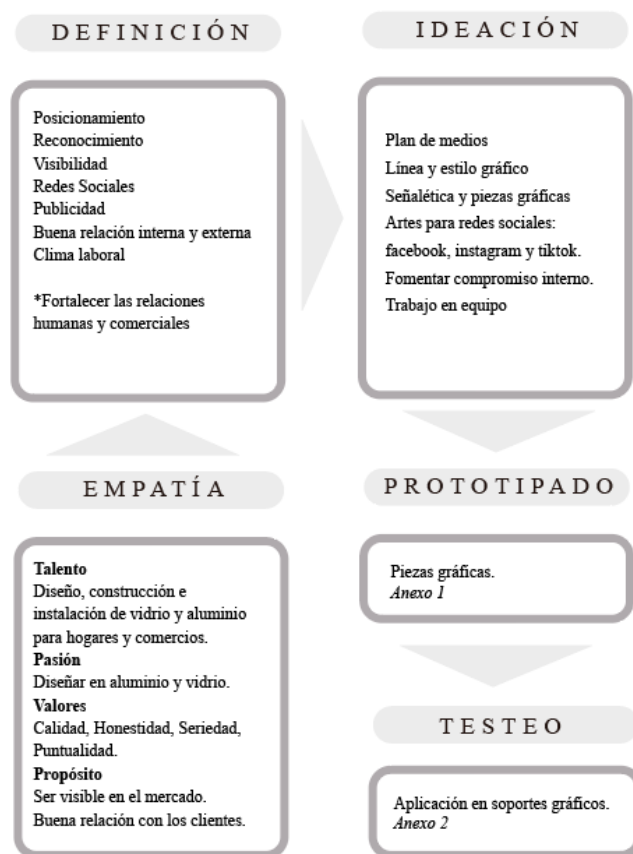 DEFINICIÓN
Posicionamiento
Reconocimiento
Visibilidad
Redes Sociales
Publicidad
Buena relación interna y externa
Clima laboral
*Fortalecer las relaciones
humanas y comerciales
IDEACIÓN
Plan de medios
Línea y estilo gráfico
Señalética y piezas gráficas
Artes para redes sociales:
facebook, instagram y tiktok.
Fomentar compromiso interno.
Trabajo en equipo
EMPATÍA
Talento
Diseño, construcción e
instalación de vidrio y aluminio
para hogares y comercios.
Pasión
Diseñar en aluminio y vidrio.
Valores
Calidad, Honestidad, Seriedad,
Puntualidad.
Propósito
Ser visible en el mercado.
Buena relación con los clientes.
PROTOTIPADO
Piezas gráficas.
Anexo 1
TESTEO
Aplicación en soportes gráficos.
Anexo 2